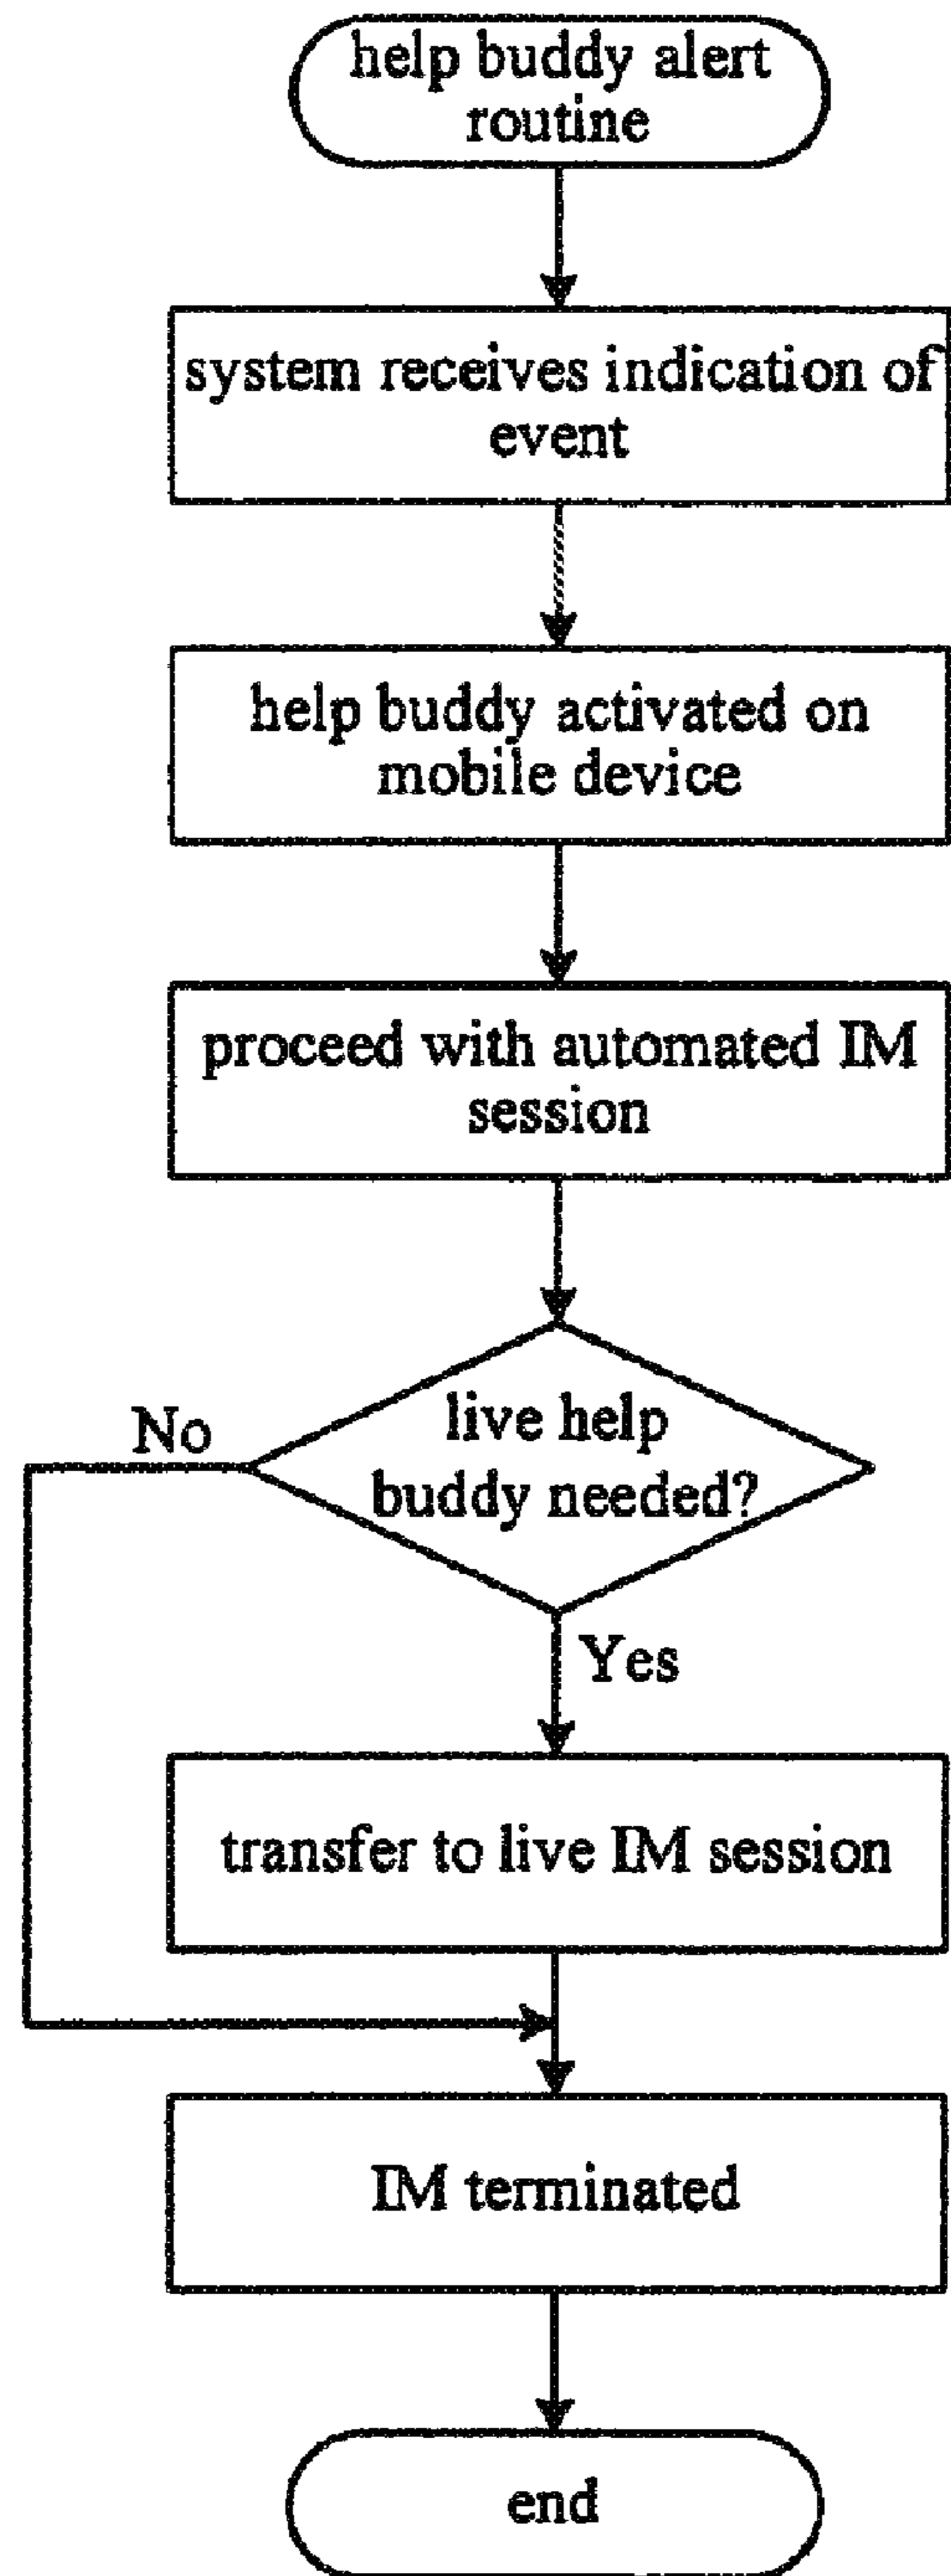 help buddy alert
routine
system receives indication of
event
help buddy activated on
mobile device
proceed with automated IM
session
live help
buddy needed?
No
Yes
transfer to live IM session
IM terminated
end